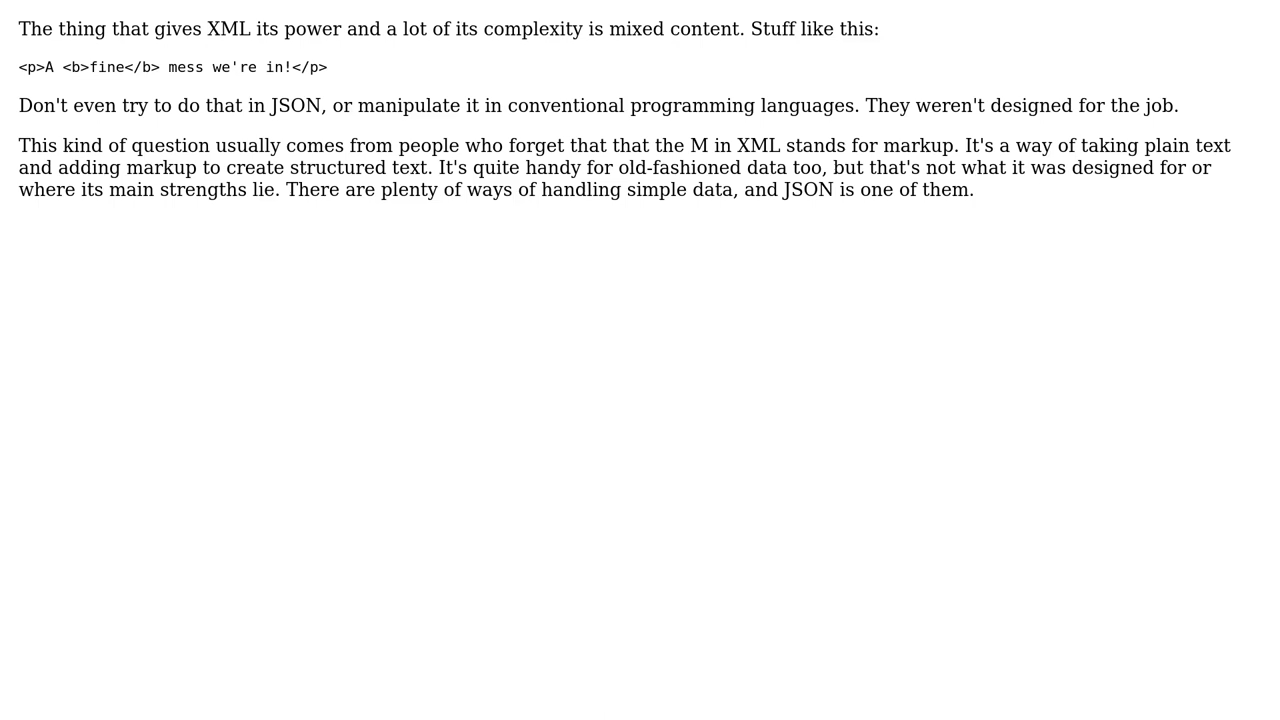 The thing that gives XML its power and a lot of its complexity is mixed content. Stuff like this:
<p>A <b>fine</b> mess we're in!</p>
Don't even try to do that in JSON, or manipulate it in conventional programming languages. They weren't designed for the job.
This kind of question usually comes from people who forget that that the M in XML stands for markup. It's a way of taking plain text
and adding markup to create structured text. It's quite handy for old-fashioned data too, but that's not what it was designed for or
where its main strengths lie. There are plenty of ways of handling simple data, and JSON is one of them.